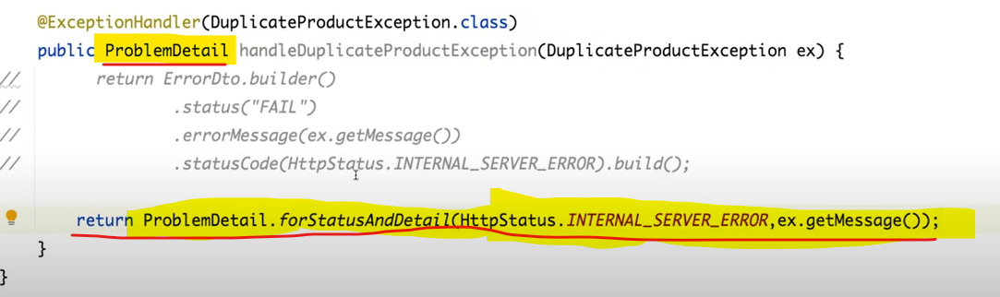 @ExceptionHandler(DuplicateProductException.class)
public ProblemDetail handleDuplicateProductException(DuplicateProductException ex) {
// return ErrorDto.builder()
// .status("FAIL")
// .errorMessage(ex.getMessage())
// .statusCode(HttpStatus.INTERNAL_SERVER_ERROR).build();
return ProblemDetail.forStatusAndDetail(HttpStatus.INTERNAL_SERVER_ERROR,ex.getMessage());
}
}